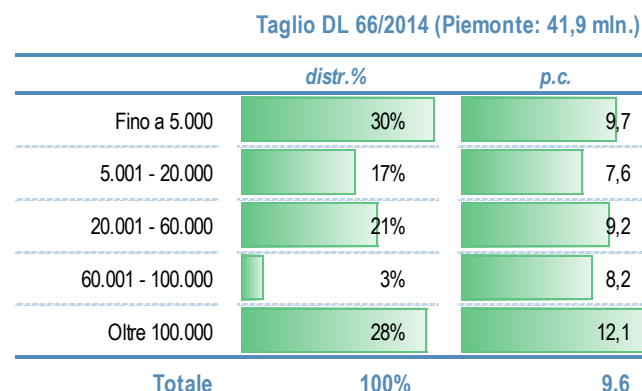 Taglio DL 66/2014 (Piemonte: 41,9 mln.)
distr.% p.c.
Fino a 5.000 30% 9,7
5.001 - 20.000 17% 7,6
20.001 - 60.000 21% 9,2
60.001 - 100.000 3% 8,2
Oltre 100.000 28% 12,1
Totale 100% 9,6